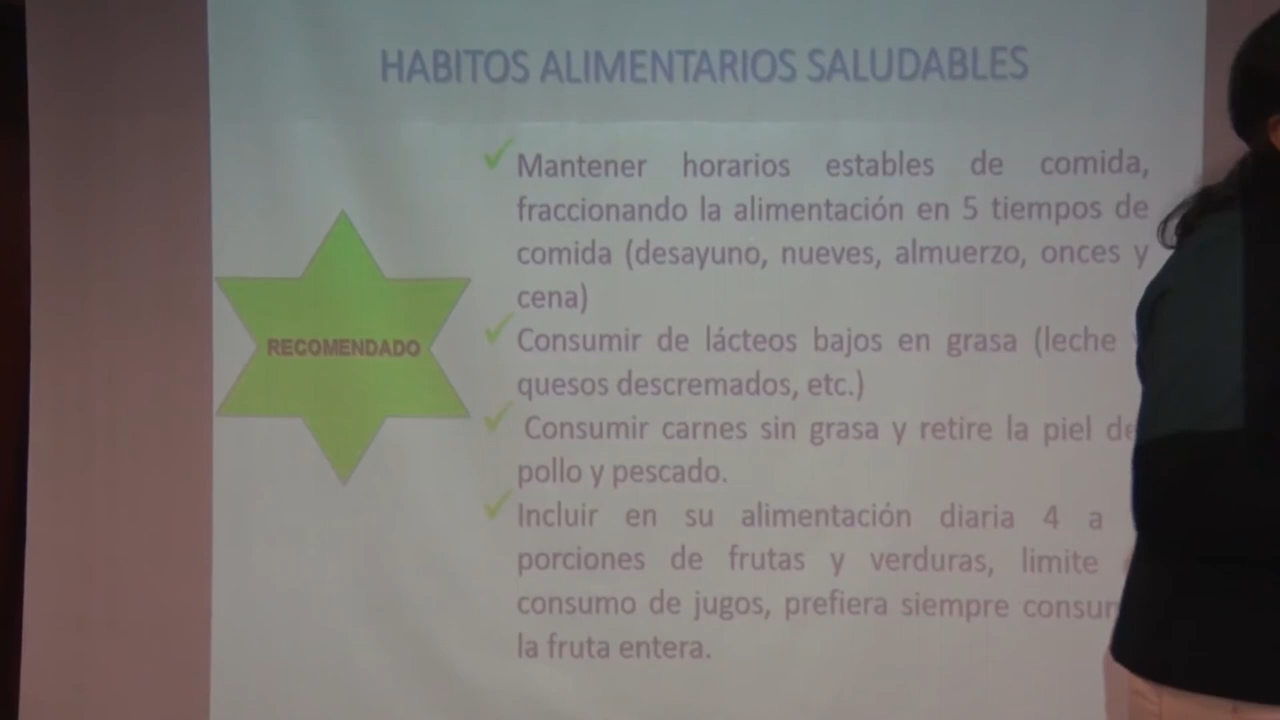 HABITOS ALIMENTARIOS SALUDABLES
Mantener horarios estables de comida,
fraccionando la alimentación en 5 tiempos de
comida (desayuno, nueves, almuerzo, onces y
cena)
Consumir de lácteos bajos en grasa (leche
quesos descremados, etc.)
Consumir carnes sin grasa y retire la piel de
pollo y pescado.
Incluir en su alimentación diaria 4 a
porciones de frutas y verduras, limite
consumo de jugos, prefiera siempre
la fruta entera.
RECOMENDADO